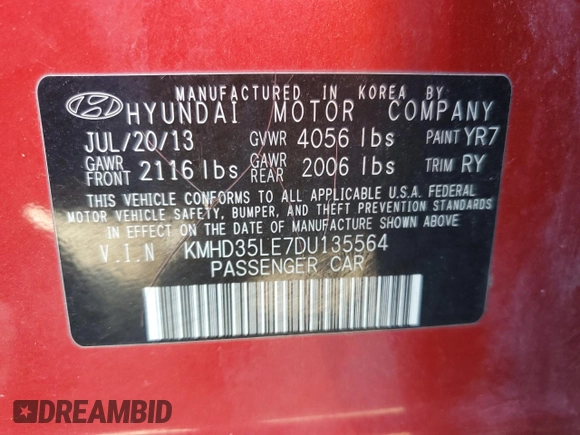 MANUFACTURED IN KOREA BY
HYUNDAI MOTOR COMPANY
JUL/20/13 GVWR 4056 lbs PAINT YR7
GAWR FRONT 2116 lbs GAWR REAR 2006 lbs TRIM RY
THIS VEHICLE CONFORMS TO ALL APPLICABLE U.S.A. FEDERAL
MOTOR VEHICLE SAFETY, BUMPER, AND THEFT PREVENTION STANDARDS
IN EFFECT ON THE DATE OF MANUFACTURE SHOWN ABOVE
V.I.N KMHD35LE7DU135564
PASSENGER CAR
DREAMBID